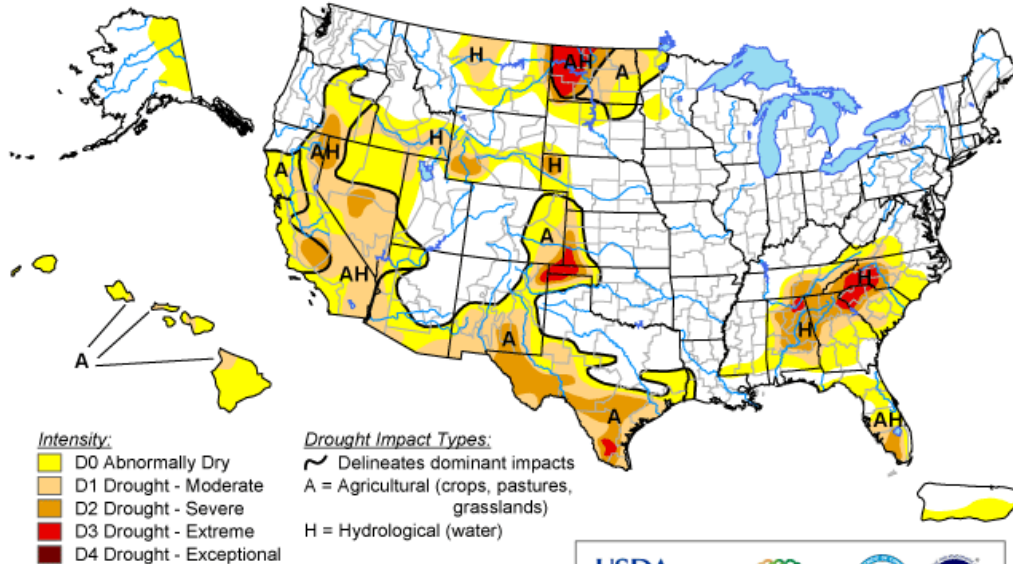 H
AH
A
A
AH
H
H
A
AH
A
H
H
A
AH
A
A
Intensity:
D0 Abnormally Dry
D1 Drought - Moderate
D2 Drought - Severe
D3 Drought - Extreme
D4 Drought - Exceptional
Drought Impact Types:
Delineates dominant impacts
A = Agricultural (crops, pastures,
grasslands)
H = Hydrological (water)
USDA